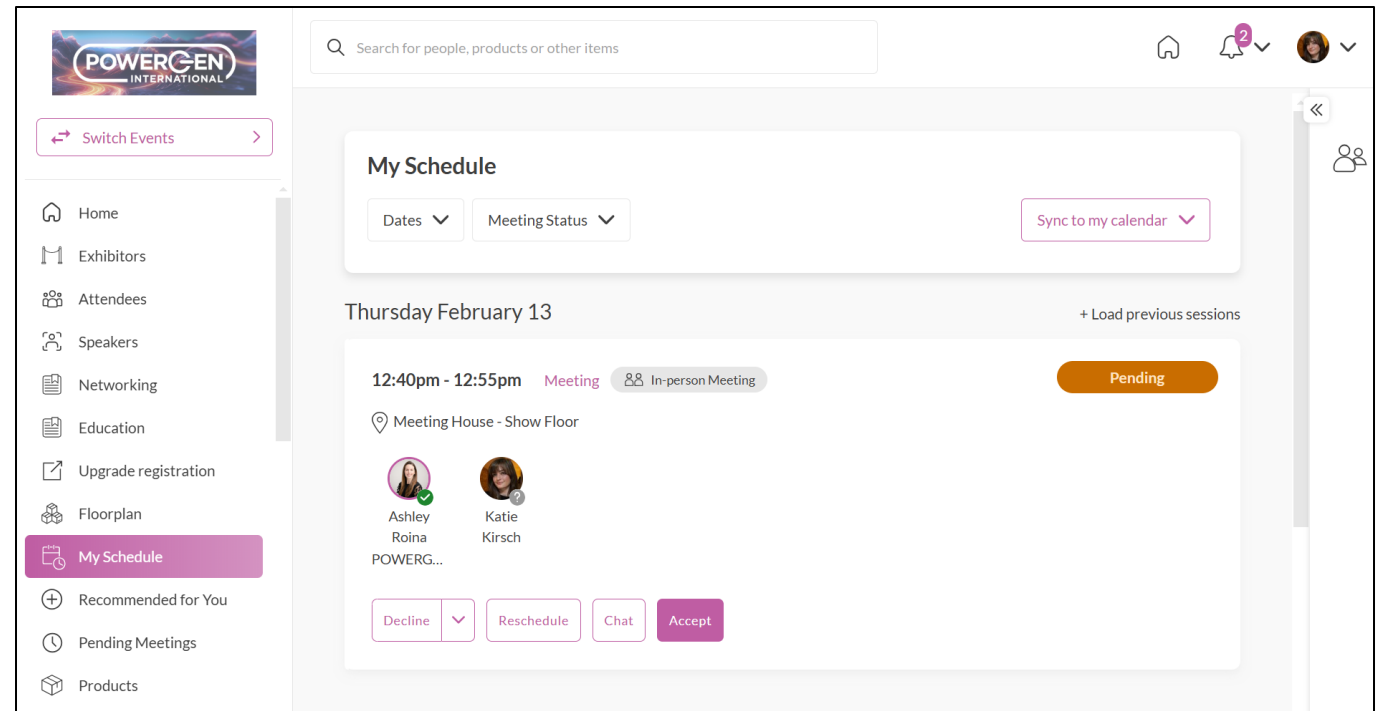 POWERGEN
INTERNATIONAL
Search for people, products or other items
2
Switch Events
Home
Exhibitors
Attendees
Speakers
Networking
Education
Upgrade registration
Floorplan
My Schedule
Recommended for You
Pending Meetings
Products
My Schedule
Dates
Meeting Status
Sync to my calendar
Thursday February 13
+ Load previous sessions
12:40pm - 12:55pm Meeting In-person Meeting
Pending
Meeting House - Show Floor
?
Ashley
Roina
POWERG...
Katie
Kirsch
Decline
Reschedule
Chat
Accept